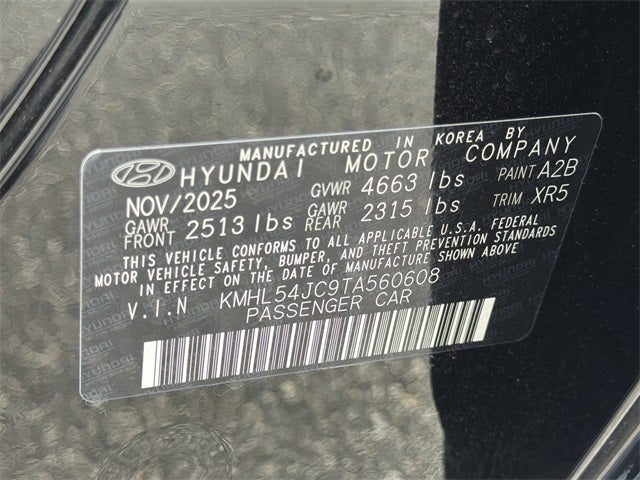 MANUFACTURED IN KOREA BY
HYUNDAI MOTOR COMPANY
NOV/2025 GVWR 4663 lbs PAINT A2B
GAWR FRONT 2513 lbs GAWR REAR 2315 lbs TRIM XR5
THIS VEHICLE CONFORMS TO ALL APPLICABLE U.S.A. FEDERAL
MOTOR VEHICLE SAFETY, BUMPER, AND THEFT PREVENTION STANDARDS
IN EFFECT ON THE DATE OF MANUFACTURE SHOWN ABOVE
V.I.N KMHL54JC9TA560608
PASSENGER CAR